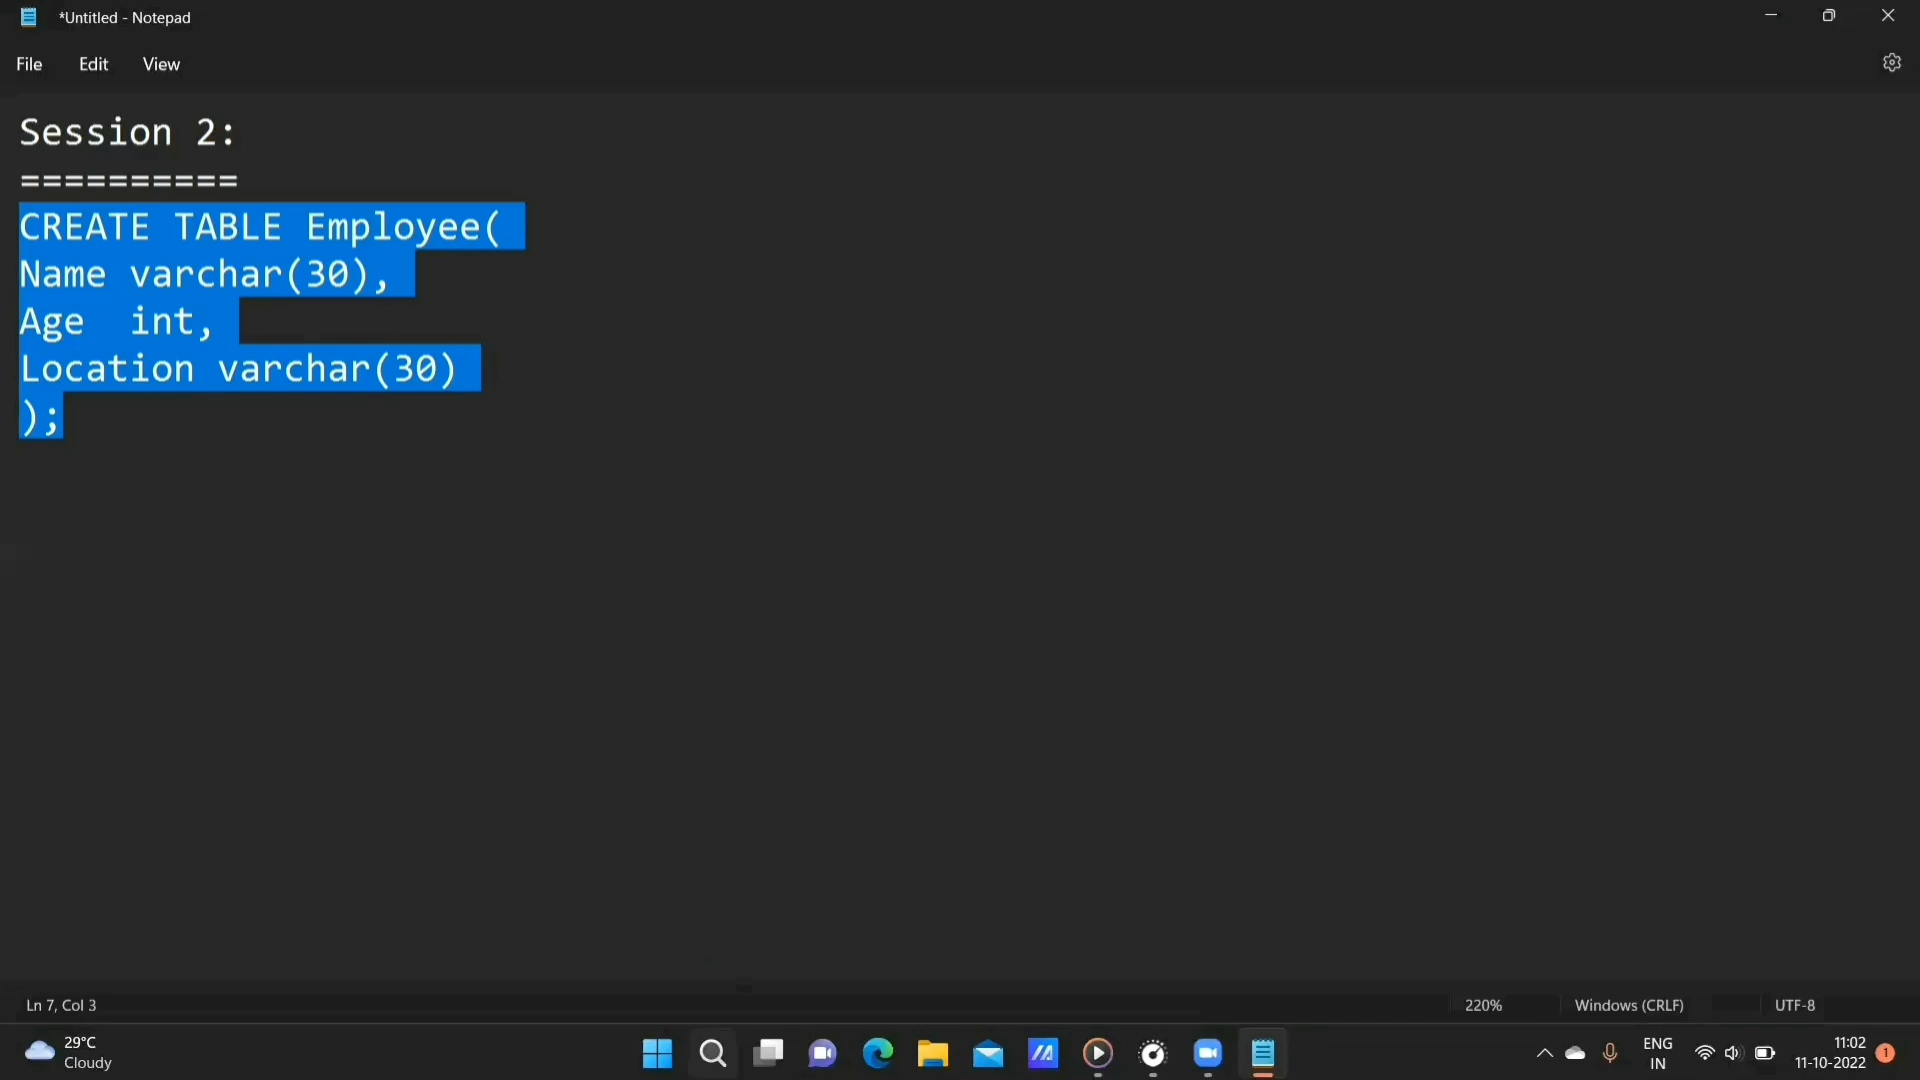 *Untitled - Notepad
File Edit View
Session 2:
==========
CREATE TABLE Employee(
Name varchar(30),
Age  int,
Location varchar(30)
);
Ln 7, Col 3 220% Windows (CRLF) UTF-8
29°C
Cloudy
ENG
IN
11:02
11-10-2022
1